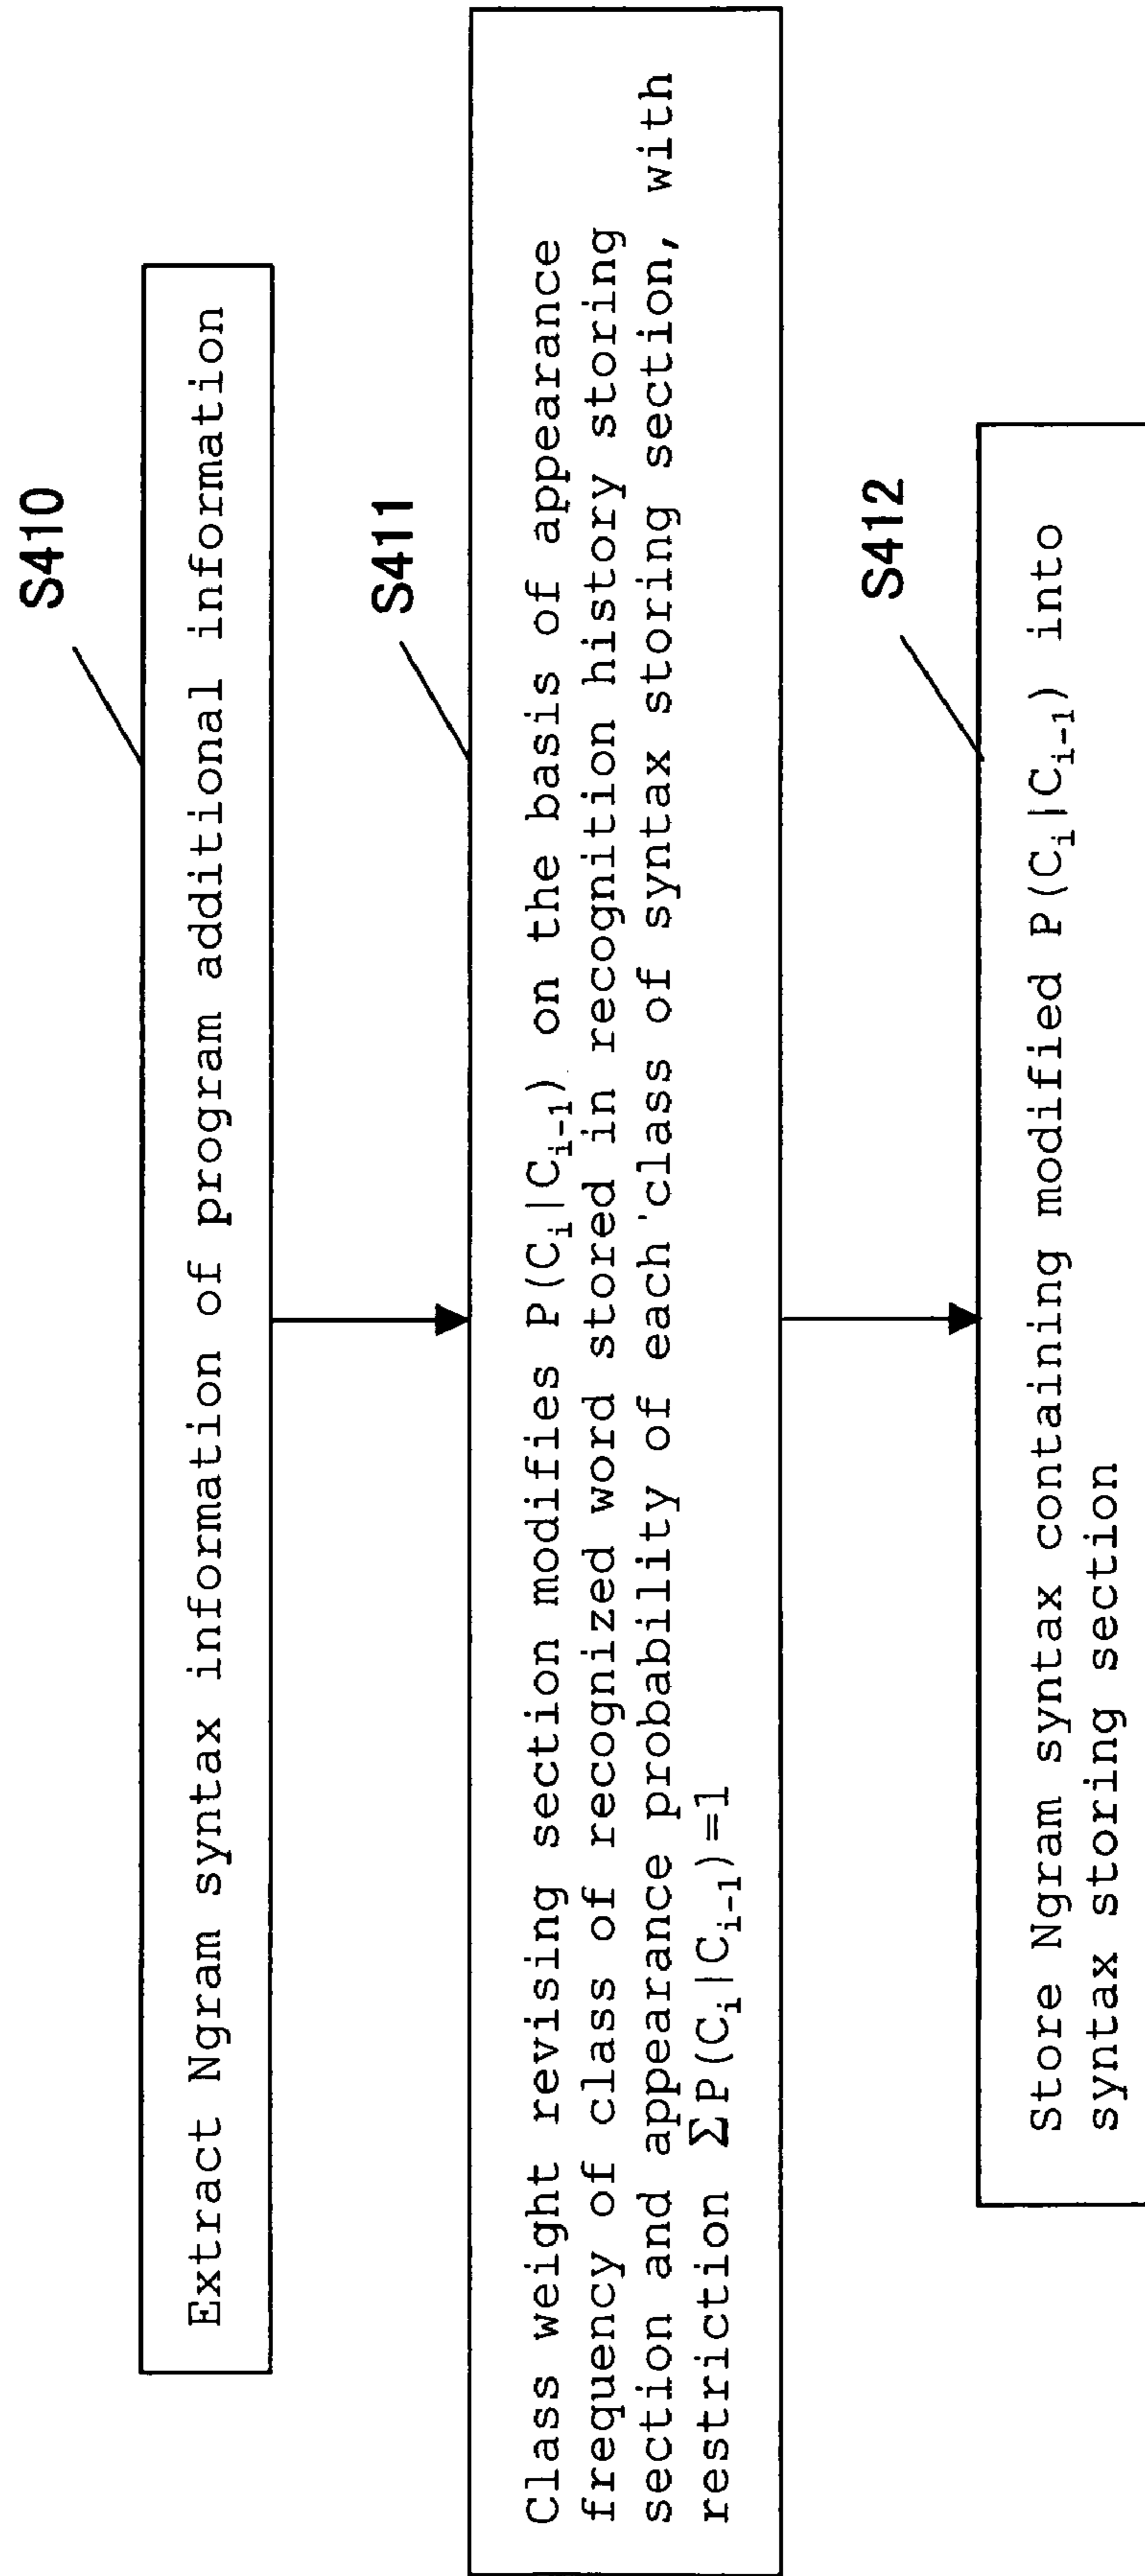 S410
Extract Ngram syntax information of program additional information
S411
Class weight revising section modifies P(Cᵢ|Cᵢ₋₁) on the basis of appearance
frequency of class of recognized word stored in recognition history storing
section and appearance probability of each class of syntax storing section, with
restriction ΣP(Cᵢ|Cᵢ₋₁)=1
S412
Store Ngram syntax containing modified P(Cᵢ|Cᵢ₋₁) into
syntax storing section